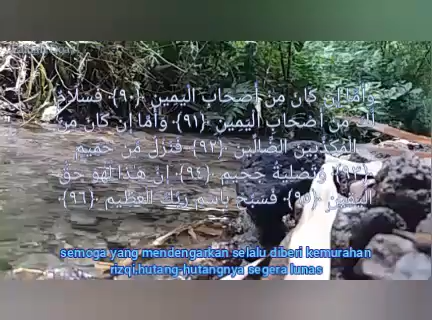 وَأَمَّا إِن كَانَ مِنْ أَصْحَابِ الْيَمِينِ ﴿٩٠﴾ فَسَلَامٌ
لَّكَ مِنْ أَصْحَابِ الْيَمِينِ ﴿٩١﴾ وَأَمَّا إِن كَانَ مِنَ
الْمُكَذِّبِينَ الضَّالِّينَ ﴿٩٢﴾ فَنُزُلٌ مِّنْ حَمِيمٍ
﴿٩٣﴾ وَتَصْلِيَةُ جَحِيمٍ ﴿٩٤﴾ إِنَّ هَـٰذَا لَهُوَ حَقُّ
الْيَقِينِ ﴿٩٥﴾ فَسَبِّحْ بِاسْمِ رَبِّكَ الْعَظِيمِ ﴿٩٦﴾
semoga yang mendengarkan selalu diberi kemurahan
rizqi,hutang-hutangnya segera lunas